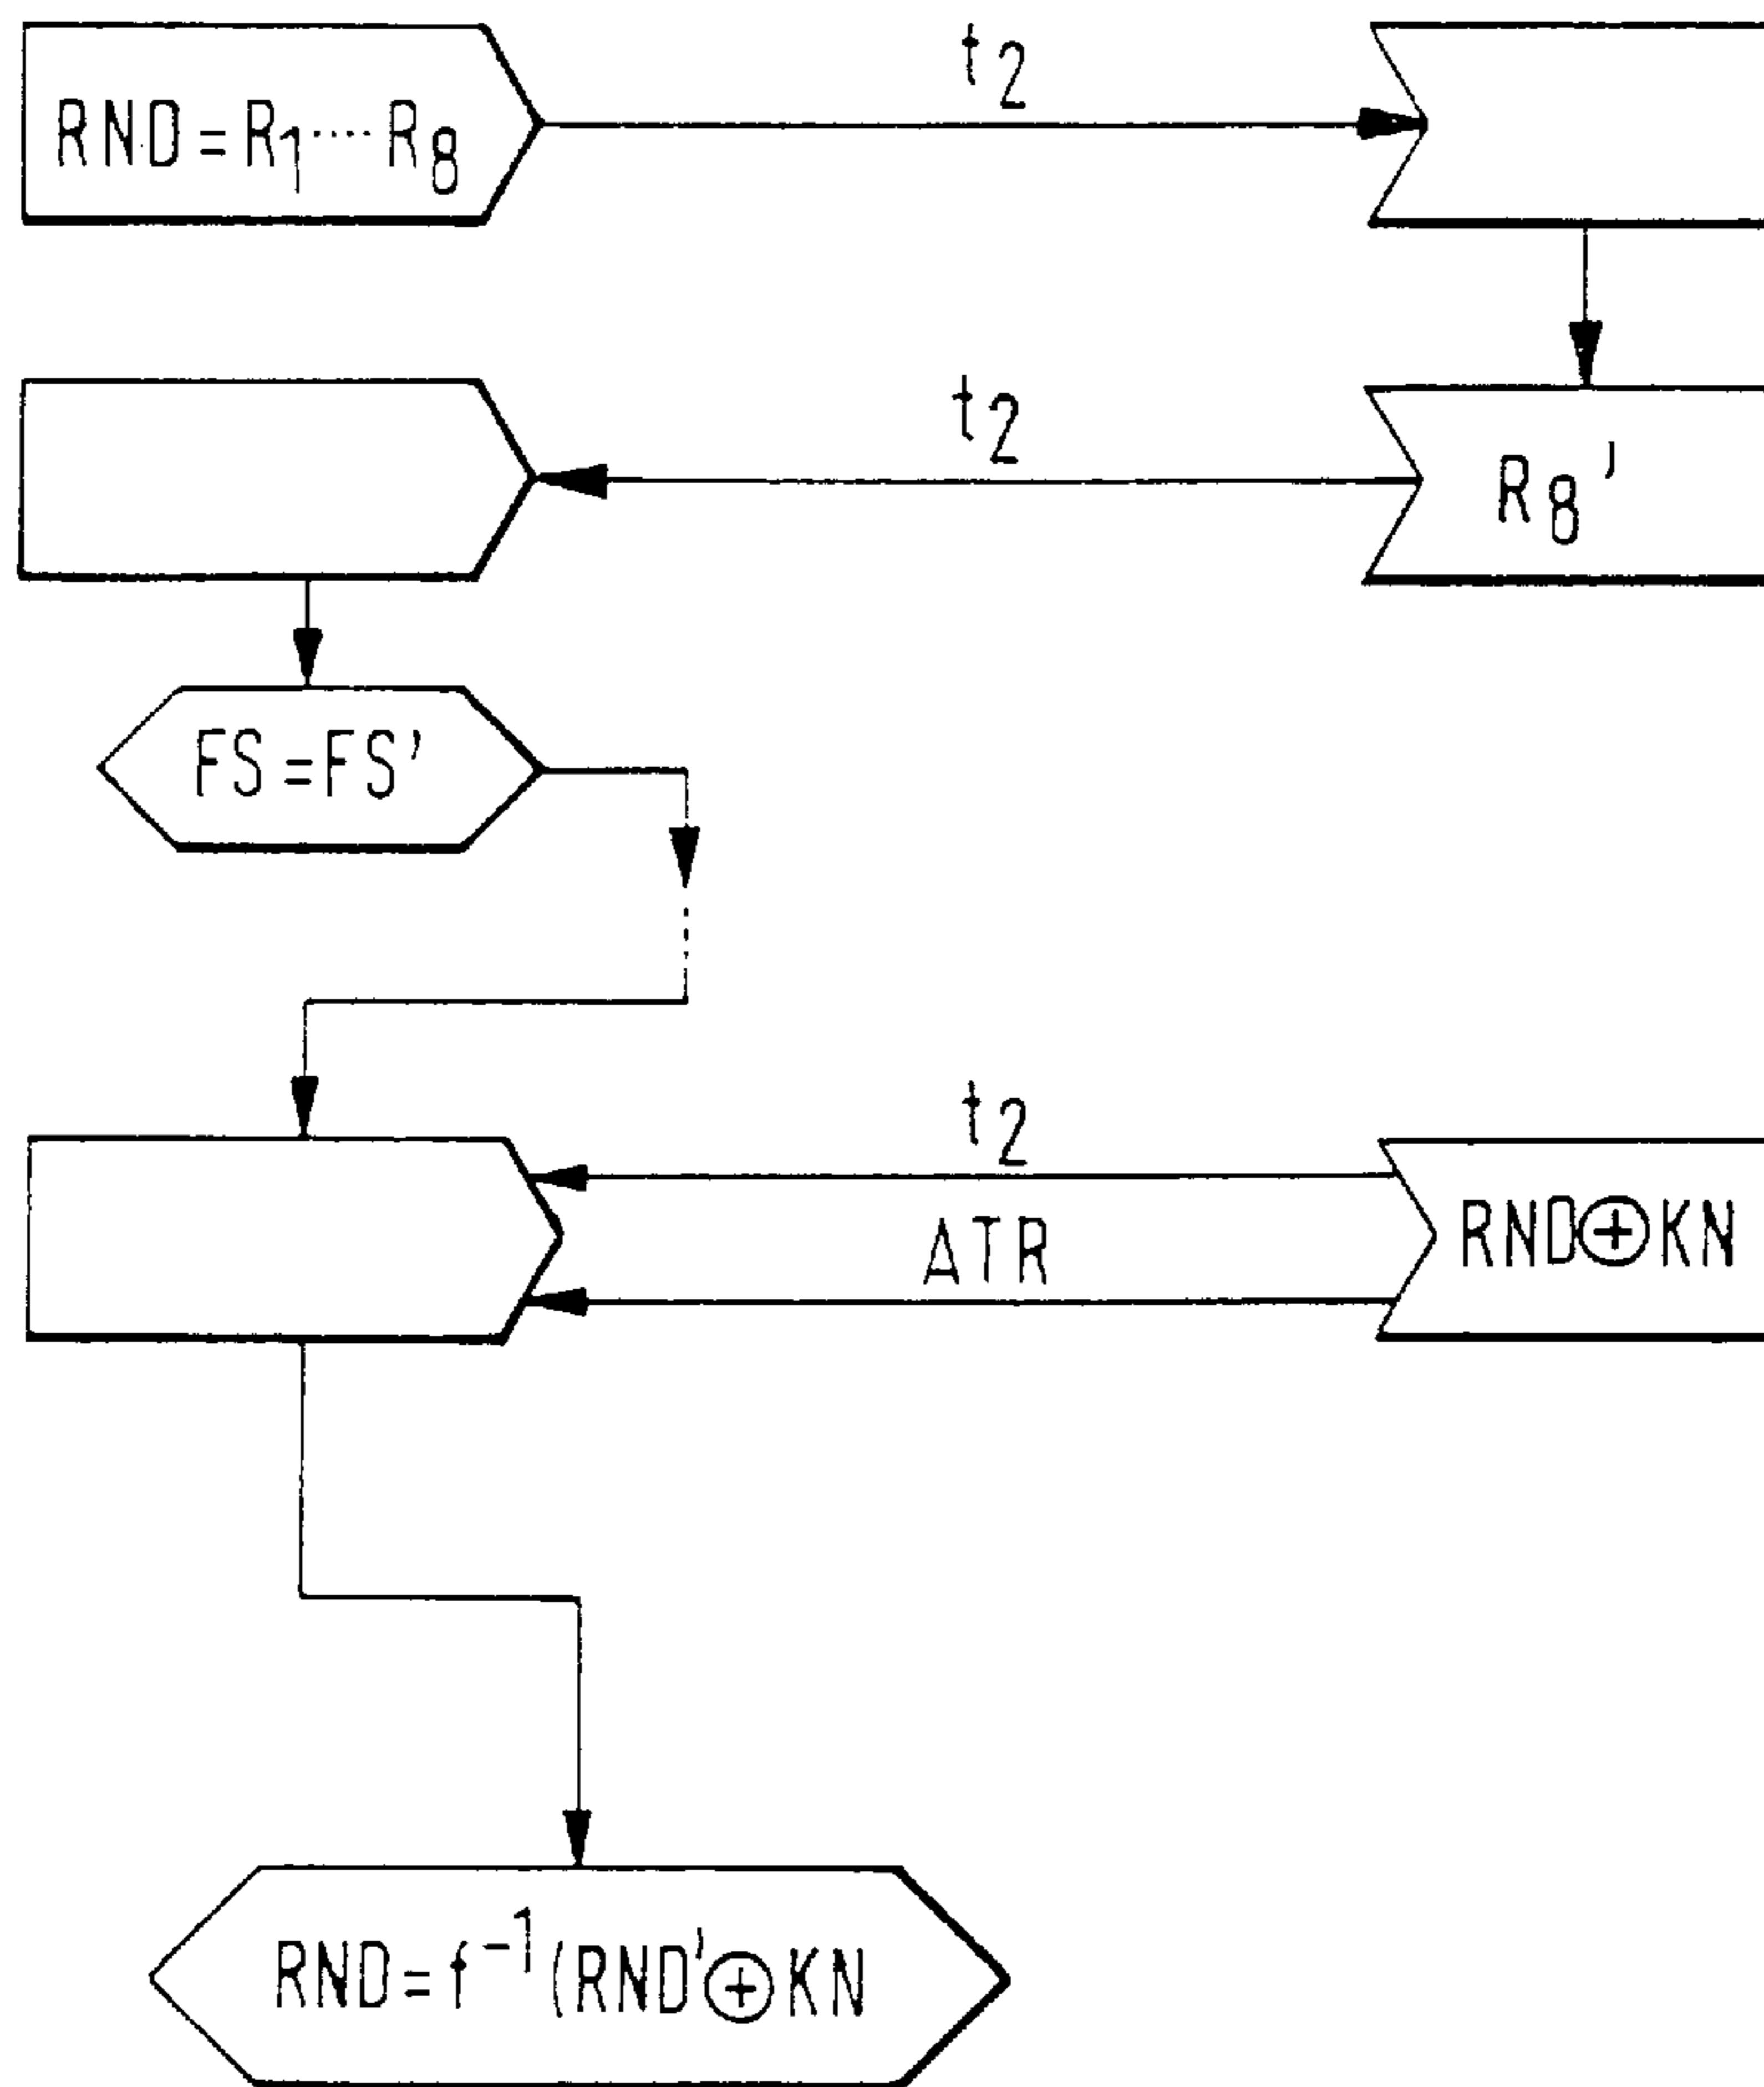 t₂
RND=R₁····R₈
t₂
R₈'
FS=FS'
t₂
ATR
RND⊕KN
RND=f⁻¹(RND'⊕KN